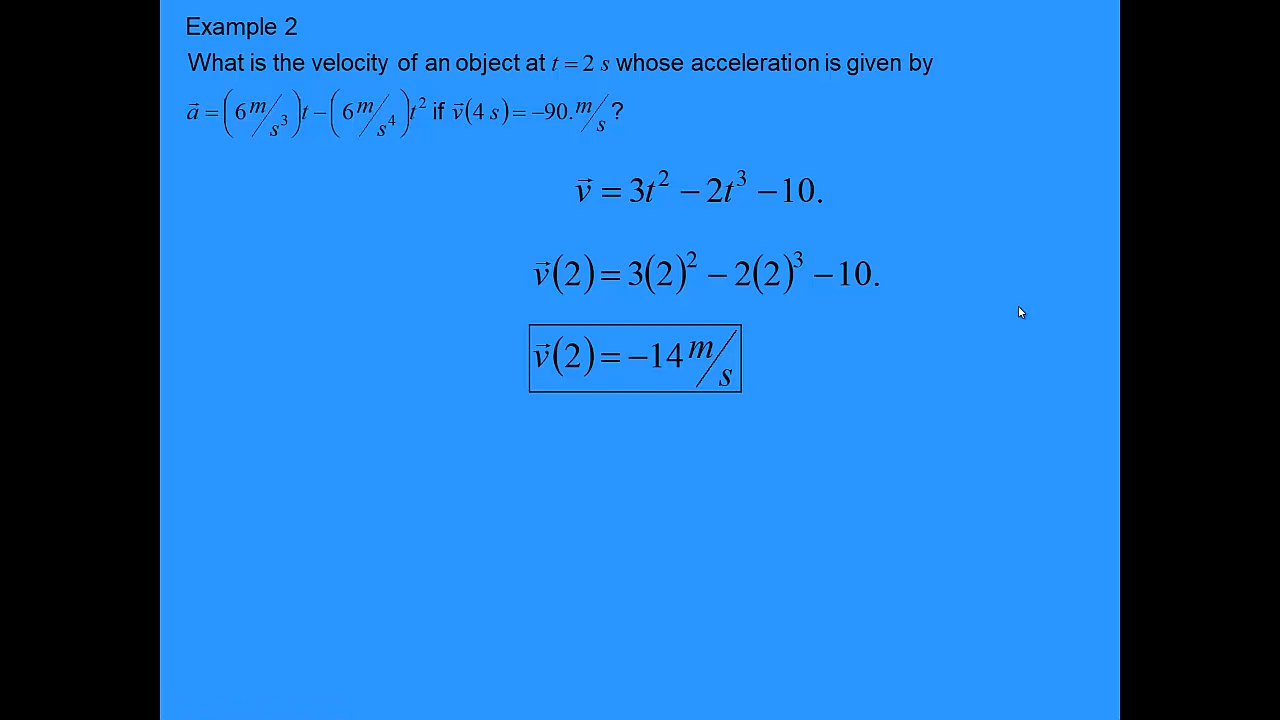 Example 2
What is the velocity of an object at t = 2 s whose acceleration is given by
a⃗ = (6 m/s³)t − (6 m/s⁴)t² if v⃗(4 s) = −90. m/s ?
v⃗ = 3t² − 2t³ − 10.
v⃗(2) = 3(2)² − 2(2)³ − 10.
v⃗(2) = −14 m/s